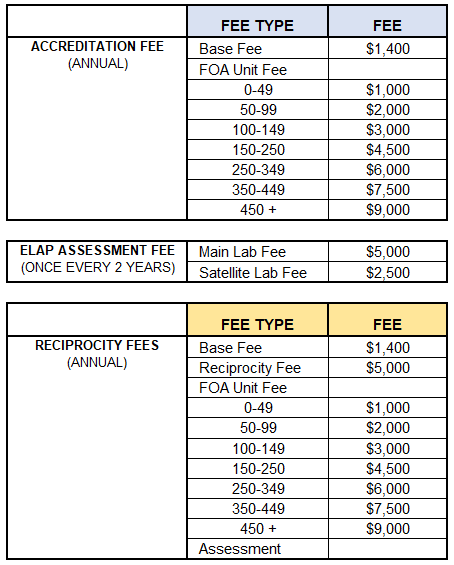 FEE TYPE FEE
ACCREDITATION FEE Base Fee $1,400
(ANNUAL) FOA Unit Fee
0-49 $1,000
50-99 $2,000
100-149 $3,000
150-250 $4,500
250-349 $6,000
350-449 $7,500
450 + $9,000
ELAP ASSESSMENT FEE Main Lab Fee $5,000
(ONCE EVERY 2 YEARS) Satellite Lab Fee $2,500
FEE TYPE FEE
RECIPROCITY FEES Base Fee $1,400
(ANNUAL) Reciprocity Fee $5,000
FOA Unit Fee
0-49 $1,000
50-99 $2,000
100-149 $3,000
150-250 $4,500
250-349 $6,000
350-449 $7,500
450 + $9,000
Assessment